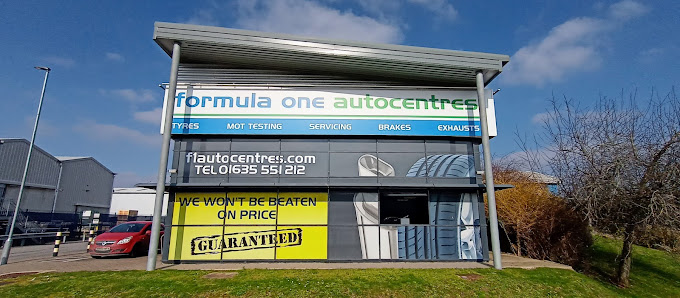 formula one autocentres
TYRES MOT TESTING SERVICING BRAKES EXHAUSTS
f1autocentres.com
TEL 01635 551 212
WE WON'T BE BEATEN
ON PRICE
GUARANTEED